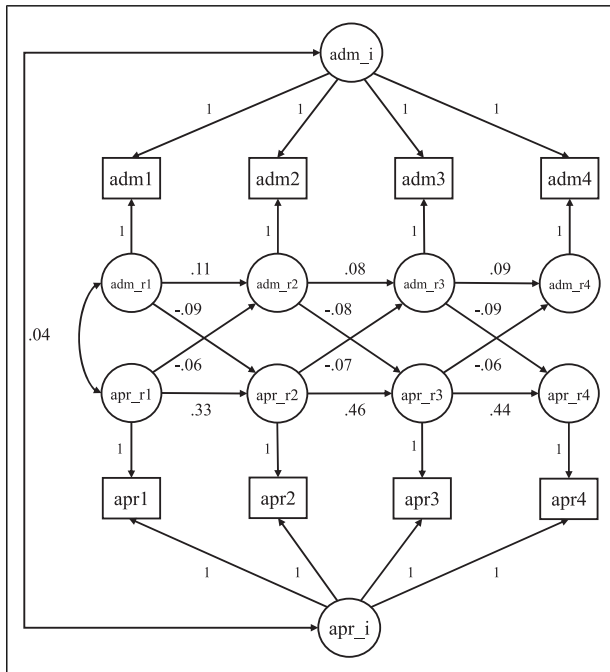 adm_i
1 1 1 1
adm1 adm2 adm3 adm4
1 1 1 1
adm_r1 .11 adm_r2 .08 adm_r3 .09 adm_r4
-.09 -.08 -.09
.04
-.06 -.07 -.06
apr_r1 .33 apr_r2 .46 apr_r3 .44 apr_r4
1 1 1 1
apr1 apr2 apr3 apr4
1 1 1 1
apr_i